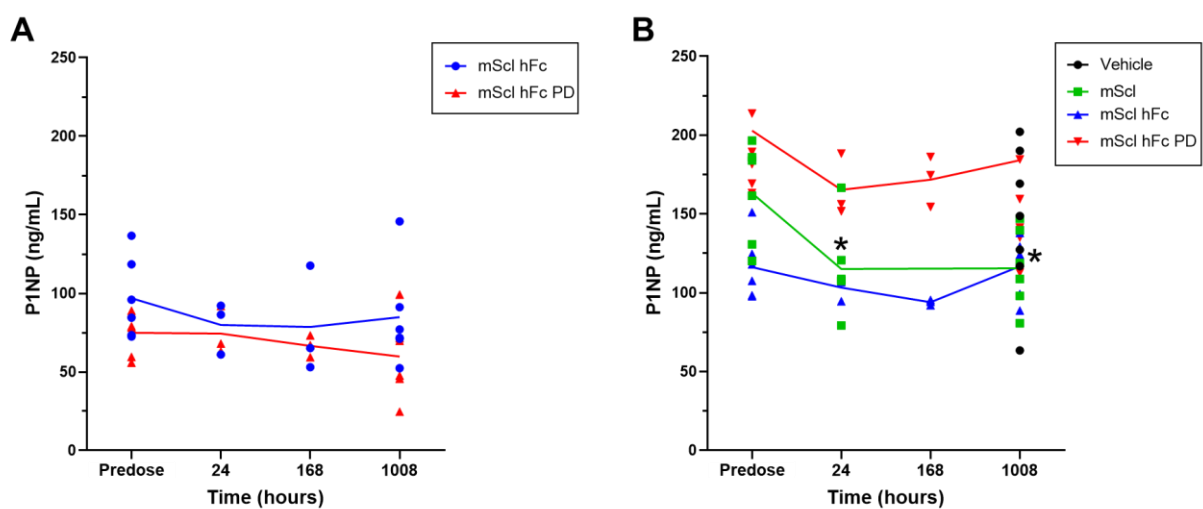 A
mScl hFc
mScl hFc PD
P1NP (ng/mL)
250
200
150
100
50
0
Predose 24 168 1008
Time (hours)
B
Vehicle
mScl
mScl hFc
mScl hFc PD
P1NP (ng/mL)
250
200
150
100
50
0
*
*
Predose 24 168 1008
Time (hours)